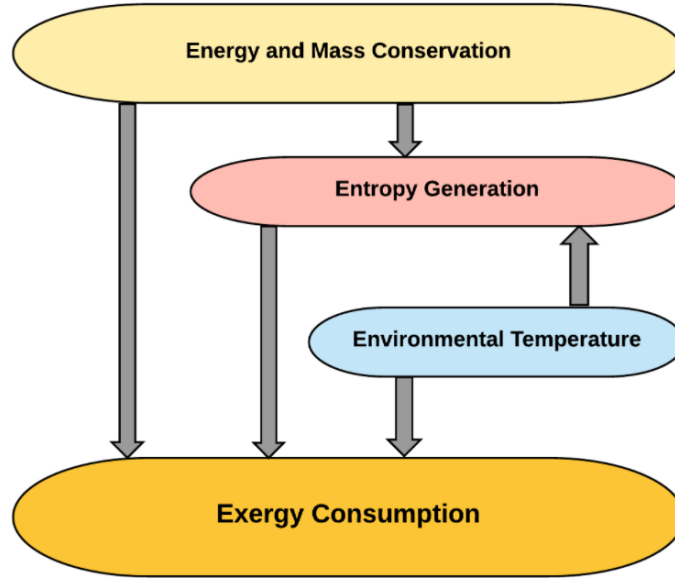 Energy and Mass Conservation
Entropy Generation
Environmental Temperature
Exergy Consumption